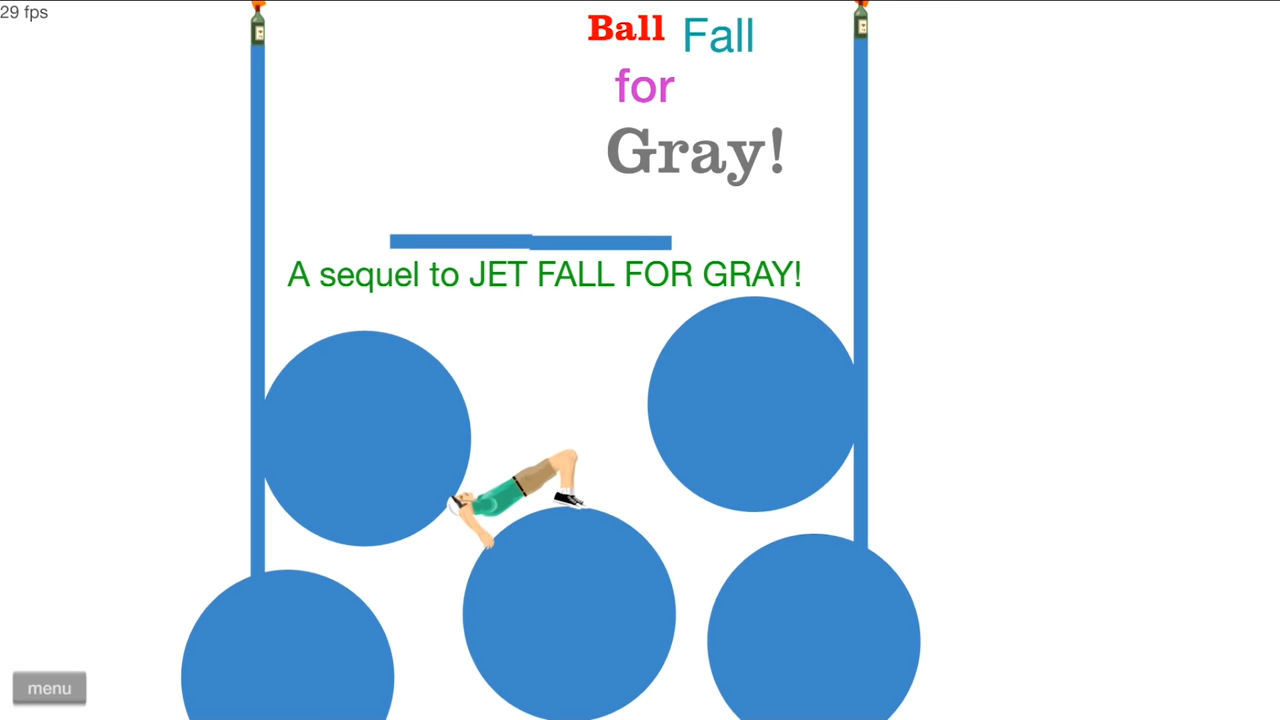 29 fps
Ball Fall
for
Gray!
A sequel to JET FALL FOR GRAY!
menu